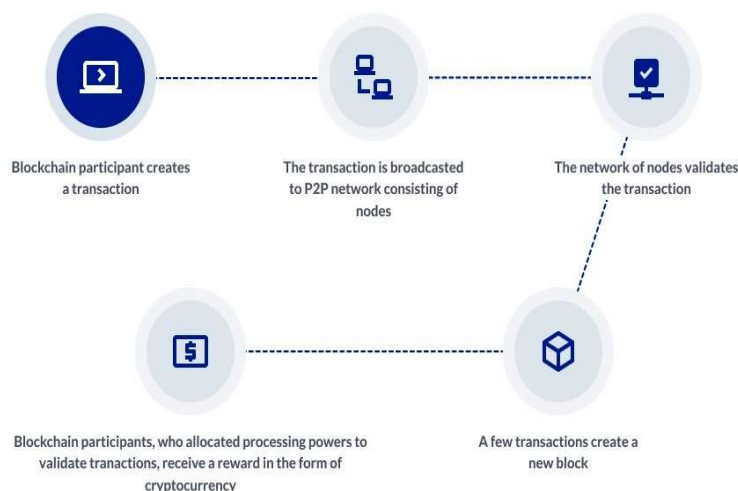 Blockchain participant creates
a transaction
The transaction is broadcasted
to P2P network consisting of
nodes
The network of nodes validates
the transaction
Blockchain participants, who allocated processing powers to
validate tranactions, receive a reward in the form of
cryptocurrency
A few transactions create a
new block